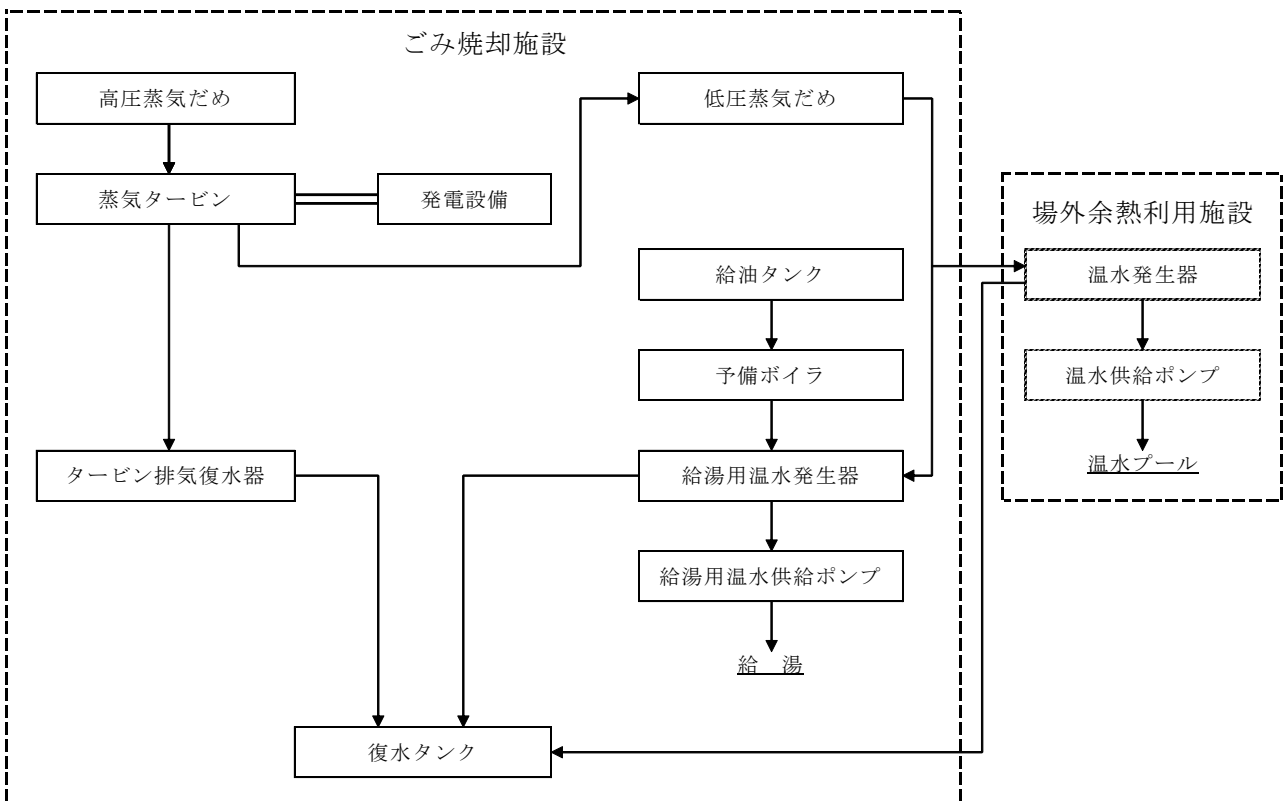 ごみ焼却施設
高圧蒸気だめ
低圧蒸気だめ
蒸気タービン
発電設備
場外余熱利用施設
給油タンク
温水発生器
予備ボイラ
温水供給ポンプ
タービン排気復水器
給湯用温水発生器
温水プール
給湯用温水供給ポンプ
給　湯
復水タンク